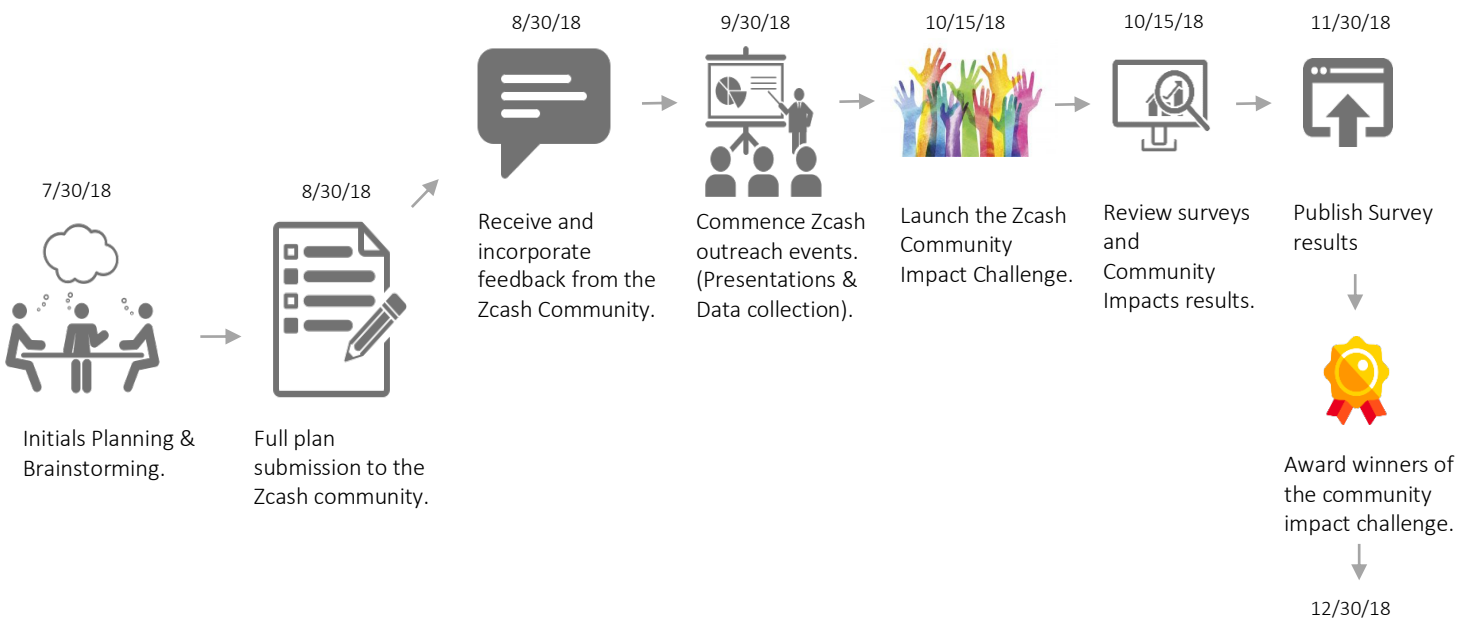 7/30/18
Initials Planning &
Brainstorming.
8/30/18
Full plan
submission to the
Zcash community.
8/30/18
Receive and
incorporate
feedback from the
Zcash Community.
9/30/18
Commence Zcash
outreach events.
(Presentations &
Data collection).
10/15/18
Launch the Zcash
Community
Impact Challenge.
10/15/18
Review surveys
and
Community
Impacts results.
11/30/18
Publish Survey
results
Award winners of
the community
impact challenge.
12/30/18